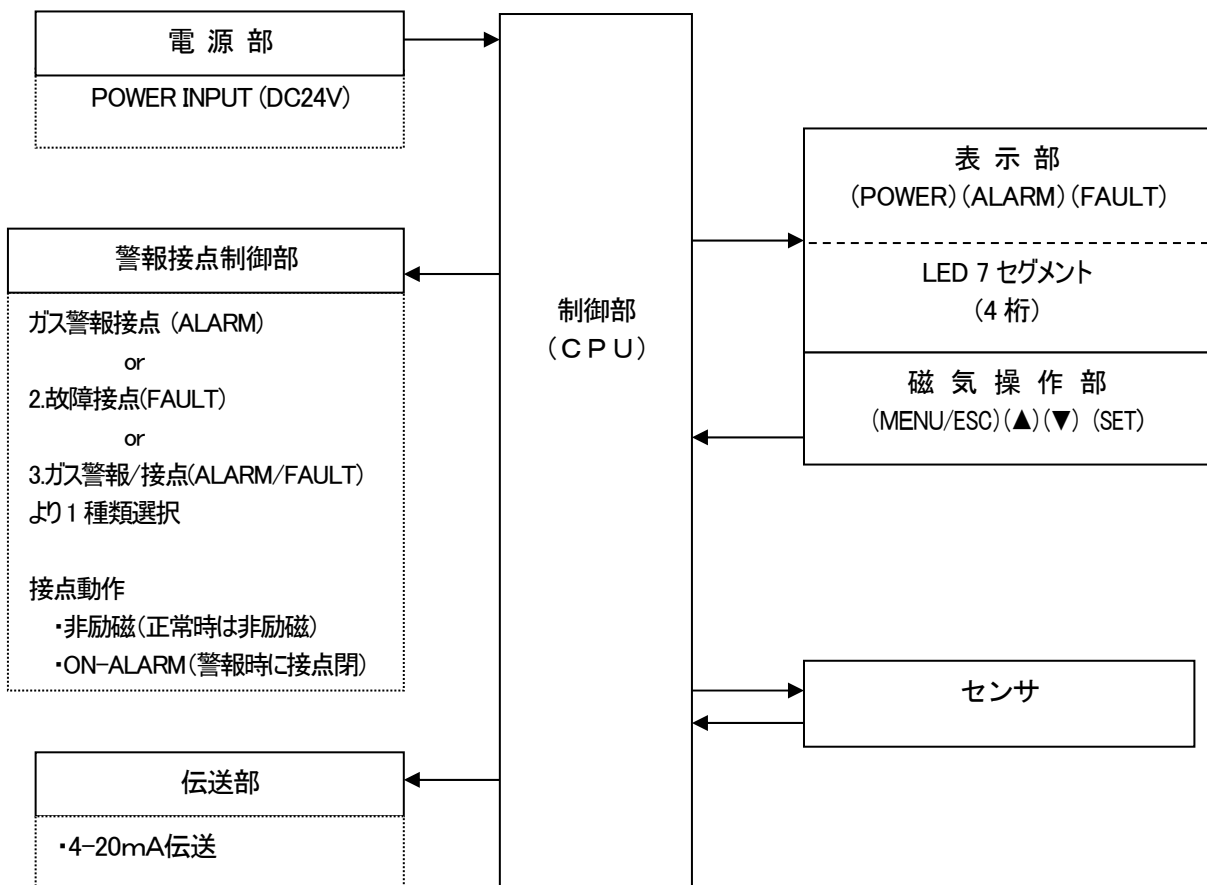 電 源 部
POWER INPUT (DC24V)
警報接点制御部
ガス警報接点 (ALARM)
or
2.故障接点(FAULT)
or
3.ガス警報/接点(ALARM/FAULT)
より1種類選択
接点動作
・非励磁(正常時は非励磁)
・ON-ALARM(警報時に接点閉)
伝送部
・4-20mA伝送
制御部
(CPU)
表 示 部
(POWER)(ALARM)(FAULT)
LED 7 セグメント
(4 桁)
磁 気 操 作 部
(MENU/ESC)(▲)(▼) (SET)
センサ